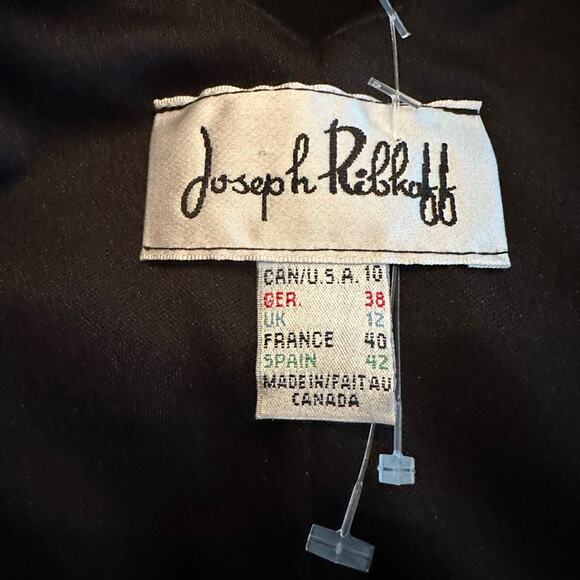 Joseph Ribkoff
CAN/U.S.A. 10
GER. 38
UK 12
FRANCE 40
SPAIN 42
MADE IN/FAIT AU
CANADA